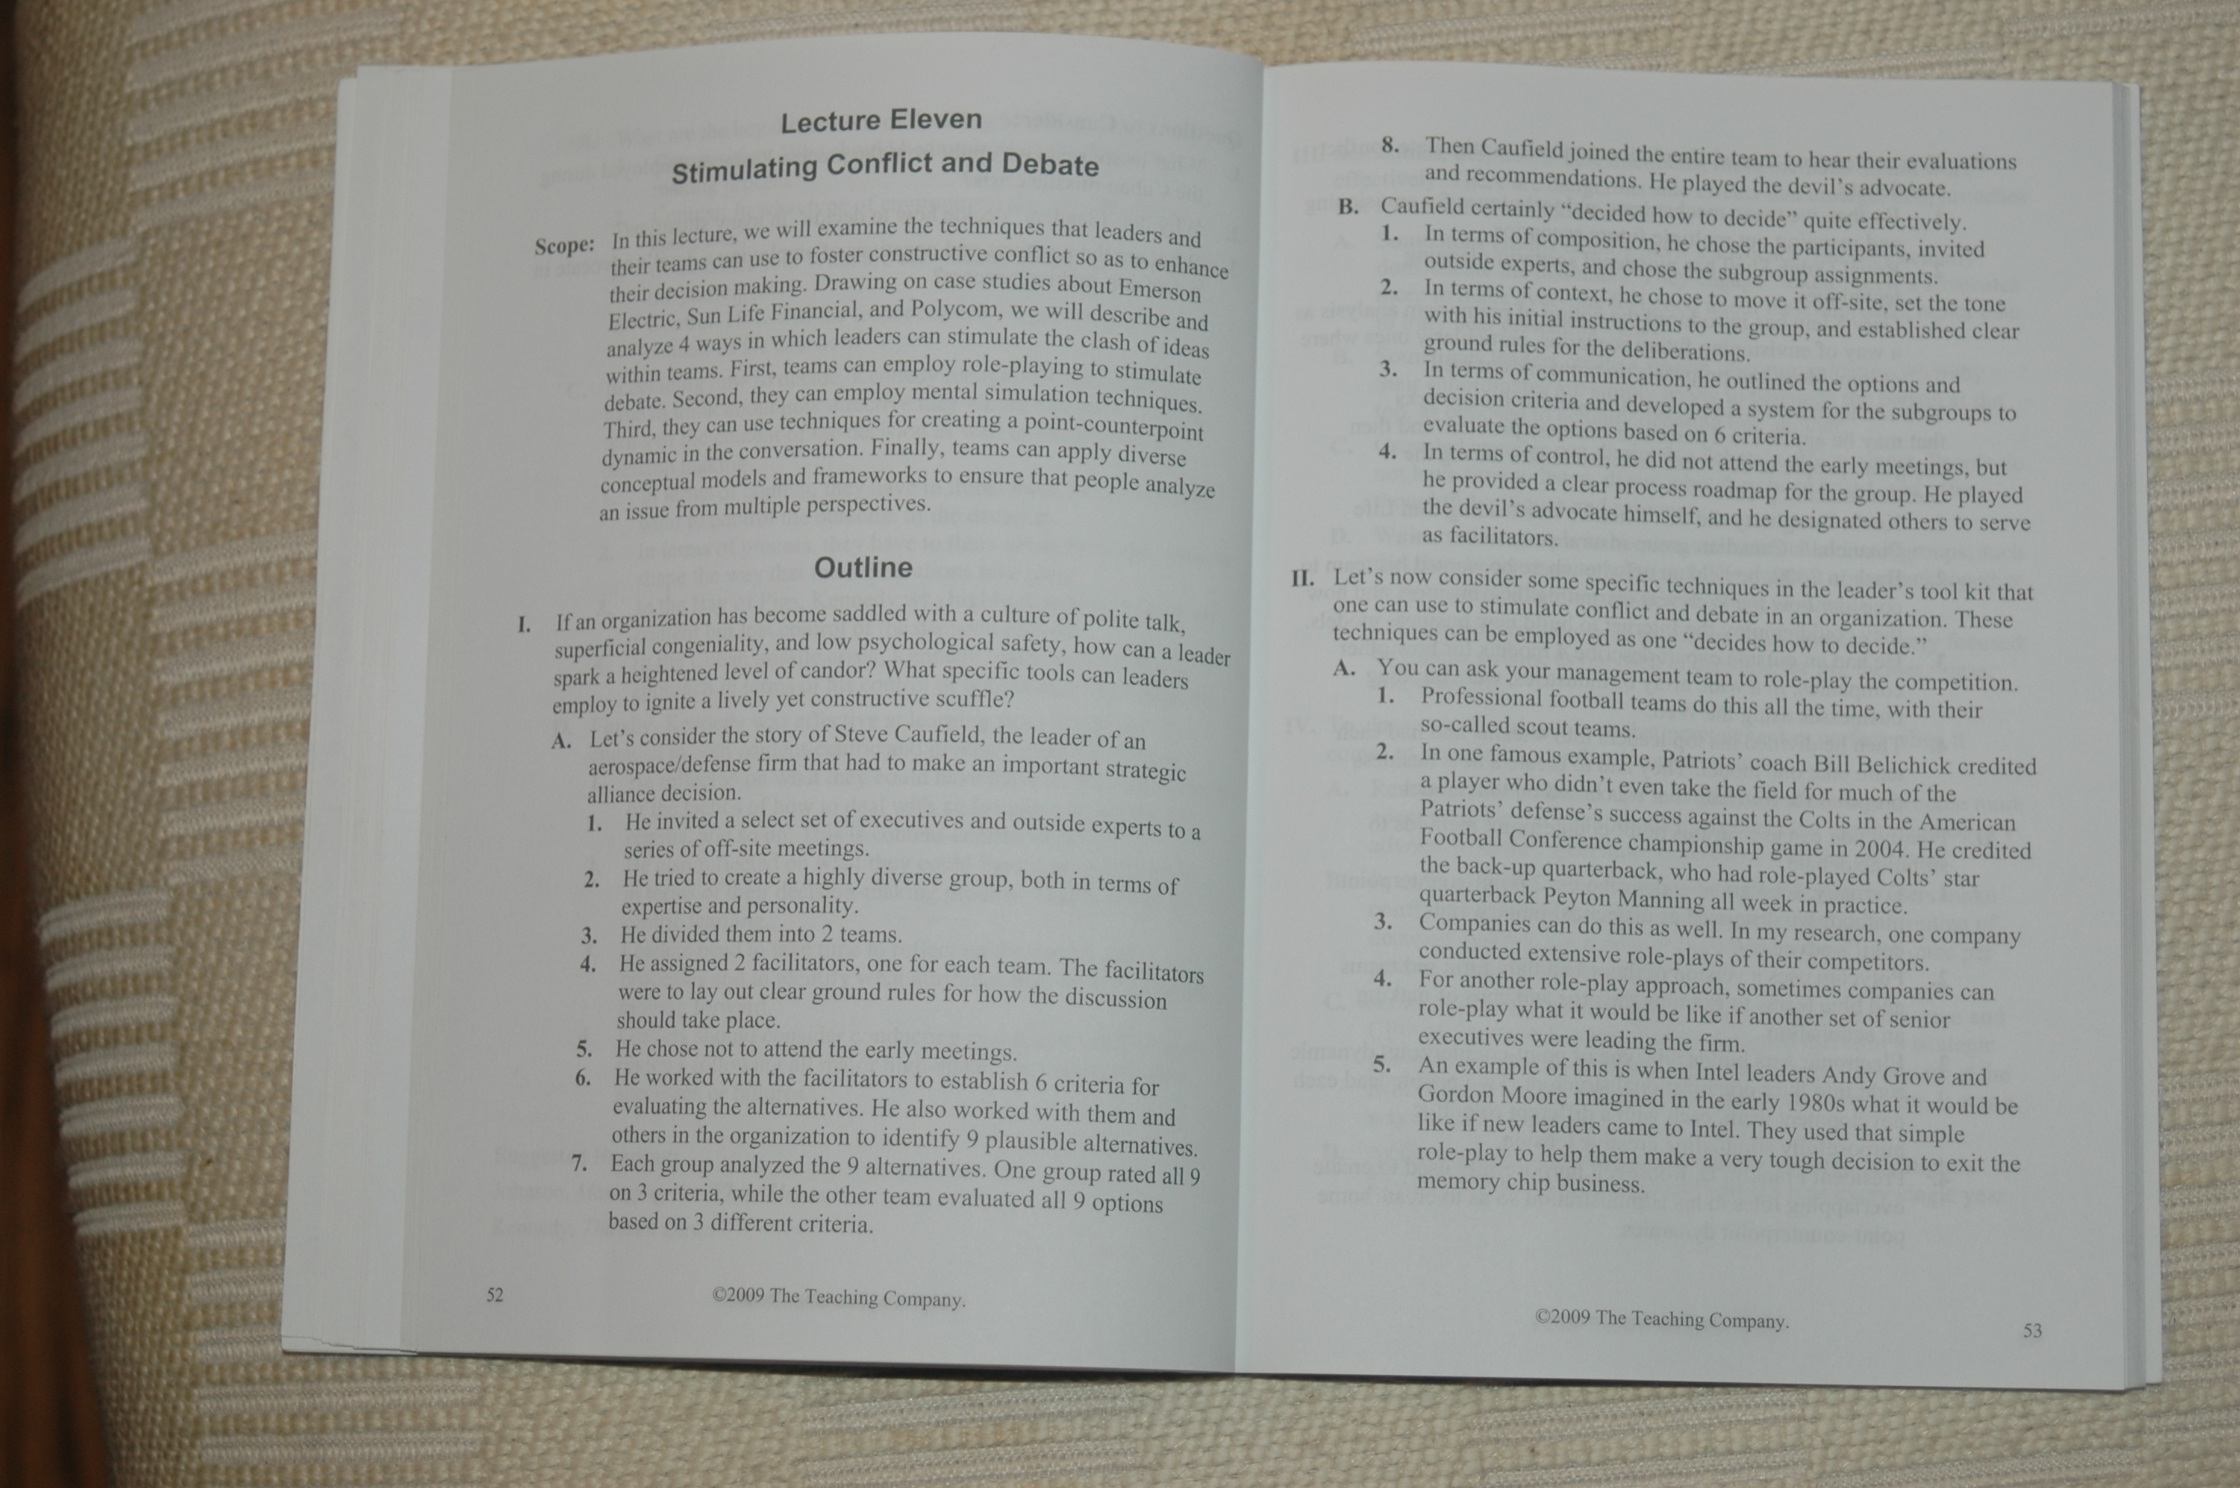 Lecture Eleven
Stimulating Conflict and Debate
Scope: In this lecture, we will examine the techniques that leaders and
their teams can use to foster constructive conflict so as to enhance
their decision making. Drawing on case studies about Emerson
Electric, Sun Life Financial, and Polycom, we will describe and
analyze 4 ways in which leaders can stimulate the clash of ideas
within teams. First, teams can employ role-playing to stimulate
debate. Second, they can employ mental simulation techniques.
Third, they can use techniques for creating a point-counterpoint
dynamic in the conversation. Finally, teams can apply diverse
conceptual models and frameworks to ensure that people analyze
an issue from multiple perspectives.
Outline
I. If an organization has become saddled with a culture of polite talk,
superficial congeniality, and low psychological safety, how can a leader
spark a heightened level of candor? What specific tools can leaders
employ to ignite a lively yet constructive scuffle?
A. Let's consider the story of Steve Caufield, the leader of an
aerospace/defense firm that had to make an important strategic
alliance decision.
1. He invited a select set of executives and outside experts to a
series of off-site meetings.
2. He tried to create a highly diverse group, both in terms of
expertise and personality.
3. He divided them into 2 teams.
4. He assigned 2 facilitators, one for each team. The facilitators
were to lay out clear ground rules for how the discussion
should take place.
5. He chose not to attend the early meetings.
6. He worked with the facilitators to establish 6 criteria for
evaluating the alternatives. He also worked with them and
others in the organization to identify 9 plausible alternatives.
7. Each group analyzed the 9 alternatives. One group rated all 9
on 3 criteria, while the other team evaluated all 9 options
based on 3 different criteria.
52 ©2009 The Teaching Company.
8. Then Caufield joined the entire team to hear their evaluations
and recommendations. He played the devil's advocate.
B. Caufield certainly "decided how to decide" quite effectively.
1. In terms of composition, he chose the participants, invited
outside experts, and chose the subgroup assignments.
2. In terms of context, he chose to move it off-site, set the tone
with his initial instructions to the group, and established clear
ground rules for the deliberations.
3. In terms of communication, he outlined the options and
decision criteria and developed a system for the subgroups to
evaluate the options based on 6 criteria.
4. In terms of control, he did not attend the early meetings, but
he provided a clear process roadmap for the group. He played
the devil's advocate himself, and he designated others to serve
as facilitators.
II. Let's now consider some specific techniques in the leader's tool kit that
one can use to stimulate conflict and debate in an organization. These
techniques can be employed as one "decides how to decide."
A. You can ask your management team to role-play the competition.
1. Professional football teams do this all the time, with their
so-called scout teams.
2. In one famous example, Patriots' coach Bill Belichick credited
a player who didn't even take the field for much of the
Patriots' defense's success against the Colts in the American
Football Conference championship game in 2004. He credited
the back-up quarterback, who had role-played Colts' star
quarterback Peyton Manning all week in practice.
3. Companies can do this as well. In my research, one company
conducted extensive role-plays of their competitors.
4. For another role-play approach, sometimes companies can
role-play what it would be like if another set of senior
executives were leading the firm.
5. An example of this is when Intel leaders Andy Grove and
Gordon Moore imagined in the early 1980s what it would be
like if new leaders came to Intel. They used that simple
role-play to help them make a very tough decision to exit the
memory chip business.
©2009 The Teaching Company. 53